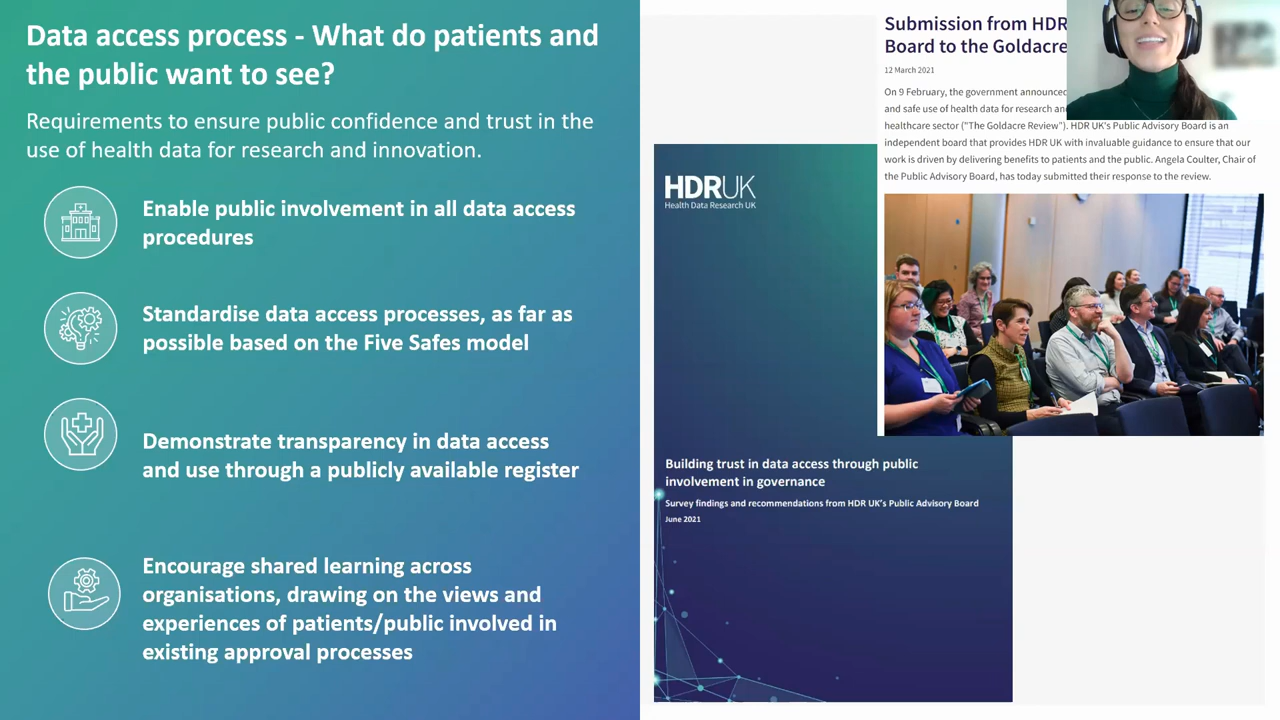 Data access process - What do patients and
the public want to see?
Requirements to ensure public confidence and trust in the
use of health data for research and innovation.
Enable public involvement in all data access
procedures
Standardise data access processes, as far as
possible based on the Five Safes model
Demonstrate transparency in data access
and use through a publicly available register
Encourage shared learning across
organisations, drawing on the views and
experiences of patients/public involved in
existing approval processes
HDRUK
Health Data Research UK
Building trust in data access through public
involvement in governance
Survey findings and recommendations from HDR UK's Public Advisory Board
June 2021
Submission from HDR
Board to the Goldacre
12 March 2021
On 9 February, the government announced
and safe use of health data for research an
healthcare sector ("The Goldacre Review"). HDR UK's Public Advisory Board is an
independent board that provides HDR UK with invaluable guidance to ensure that our
work is driven by delivering benefits to patients and the public. Angela Coulter, Chair of
the Public Advisory Board, has today submitted their response to the review.